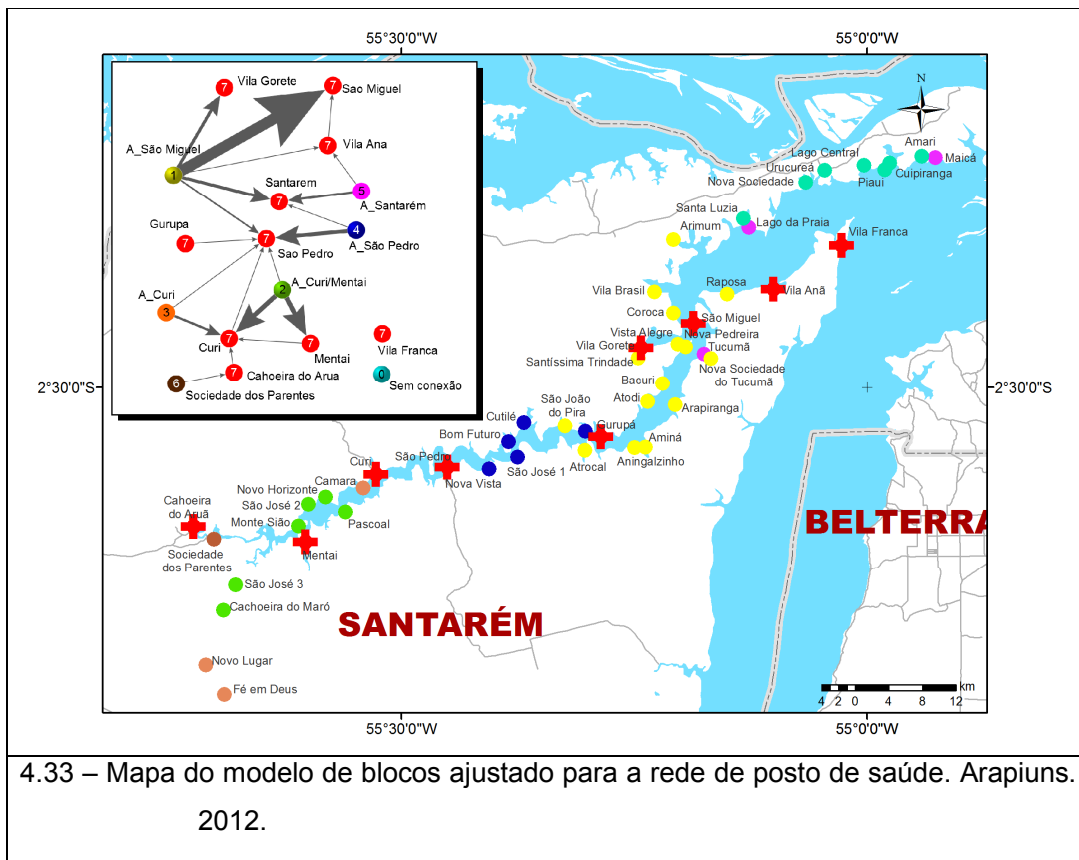 55°30'0"W
55°0'0"W
Vila Gorete
7
7
Sao Miguel
N
A_São Miguel
7
Vila Ana
1
Santarem
5
7
A_Santarém
Gurupa
4
7
7
A_São Pedro
Sao Pedro
A_Curi/Mentai
2
A_Curi
3
7
7
7
Curi
Mentai
Vila Franca
7
0
6
Cahoeira do Arua
Sem conexão
Sociedade dos Parentes
Amari
Lago Central
Maicá
Urucureá
Cuipiranga
Piaui
Nova Sociedade
Santa Luzia
Lago da Praia
Vila Franca
Arimum
Raposa
Vila Brasil
Vila Anã
Coroca
São Miguel
Vista Alegre
Nova Pedreira
Vila Gorete
Tucumã
Santíssima Trindade
Nova Sociedade
do Tucumã
2°30'0"S
2°30'0"S
Bacuri
Atodi
Arapiranga
São João
do Pira
Cutilé
Gurupá
Bom Futuro
Aminá
São Pedro
São José 1
Atrocal
Aningalzinho
Curi
Nova Vista
Camara
Novo Horizonte
Cahoeira
do Aruã
São José 2
Pascoal
Monte Sião
BELTERRA
Sociedade
dos Parentes
Mentai
São José 3
Cachoeira do Maró
SANTARÉM
Novo Lugar
Fé em Deus
km
4 2 0 4 8 12
55°30'0"W
55°0'0"W
4.33 – Mapa do modelo de blocos ajustado para a rede de posto de saúde. Arapiuns.
2012.